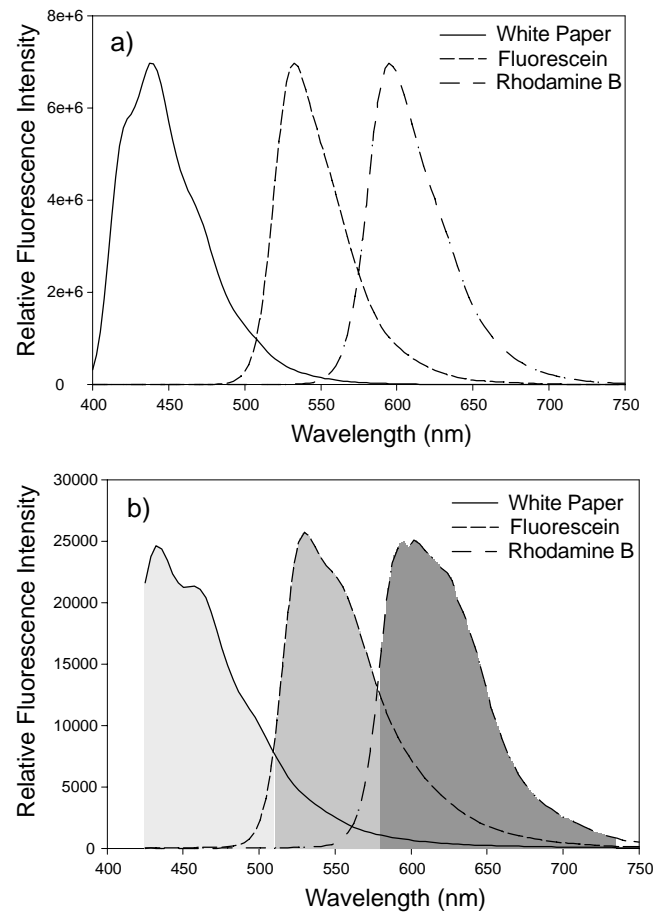 a)
White Paper
Fluorescein
Rhodamine B
Relative Fluorescence Intensity
8e+6
6e+6
4e+6
2e+6
0
400 450 500 550 600 650 700 750
Wavelength (nm)
b)
White Paper
Fluorescein
Rhodamine B
Relative Fluorescence Intensity
30000
25000
20000
15000
10000
5000
0
400 450 500 550 600 650 700 750
Wavelength (nm)